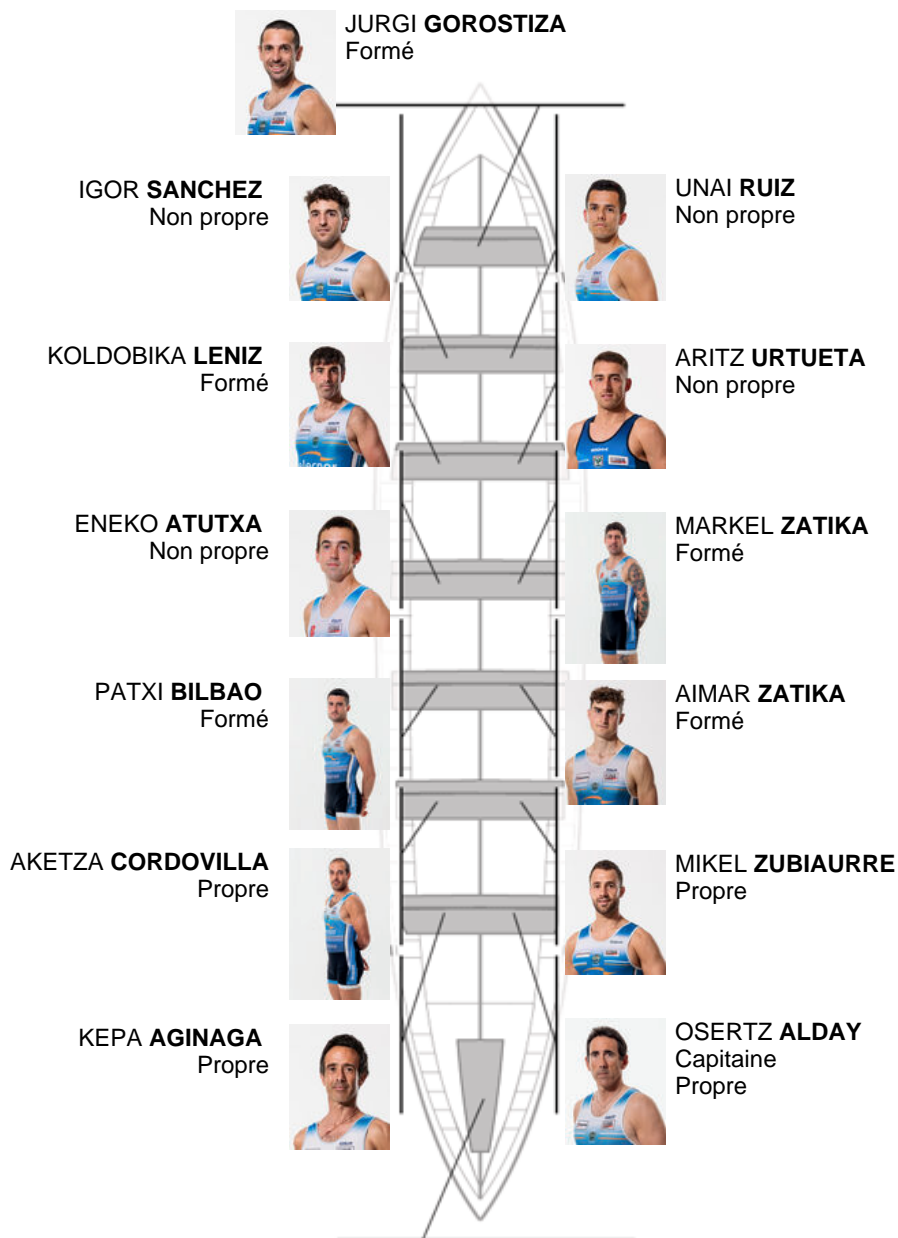 JURGI GOROSTIZA
Formé
IGOR SANCHEZ
Non propre
UNAI RUIZ
Non propre
KOLDOBIKA LENIZ
Formé
ARITZ URTUETA
Non propre
ENEKO ATUTXA
Non propre
MARKEL ZATIKA
Formé
PATXI BILBAO
Formé
AIMAR ZATIKA
Formé
AKETZA CORDOVILLA
Propre
MIKEL ZUBIAURRE
Propre
KEPA AGINAGA
Propre
OSERTZ ALDAY
Capitaine
Propre